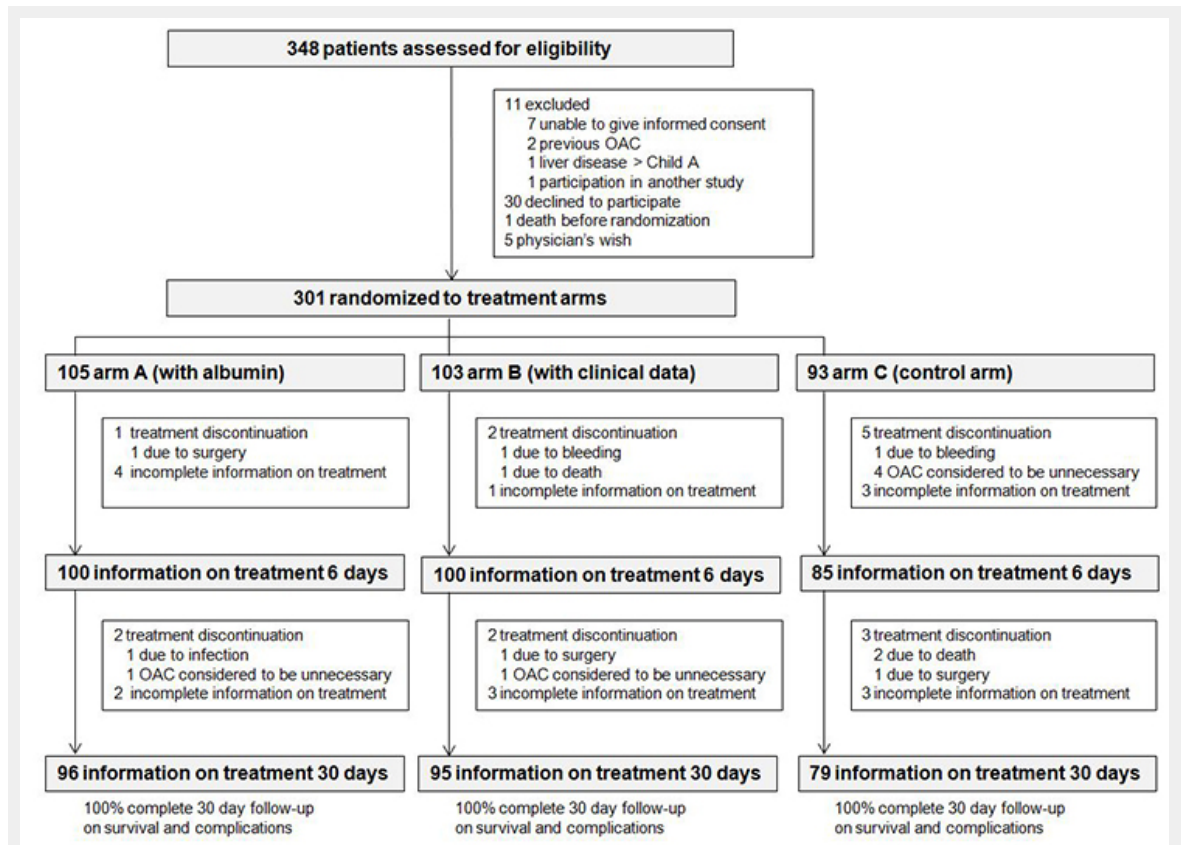 348 patients assessed for eligibility
11 excluded
7 unable to give informed consent
2 previous OAC
1 liver disease > Child A
1 participation in another study
30 declined to participate
1 death before randomization
5 physician's wish
301 randomized to treatment arms
105 arm A (with albumin)
103 arm B (with clinical data)
93 arm C (control arm)
1 treatment discontinuation
1 due to surgery
4 incomplete information on treatment
2 treatment discontinuation
1 due to bleeding
1 due to death
1 incomplete information on treatment
5 treatment discontinuation
1 due to bleeding
4 OAC considered to be unnecessary
3 incomplete information on treatment
100 information on treatment 6 days
100 information on treatment 6 days
85 information on treatment 6 days
2 treatment discontinuation
1 due to infection
1 OAC considered to be unnecessary
2 incomplete information on treatment
2 treatment discontinuation
1 due to surgery
1 OAC considered to be unnecessary
3 incomplete information on treatment
3 treatment discontinuation
2 due to death
1 due to surgery
3 incomplete information on treatment
96 information on treatment 30 days
95 information on treatment 30 days
79 information on treatment 30 days
100% complete 30 day follow-up
on survival and complications
100% complete 30 day follow-up
on survival and complications
100% complete 30 day follow-up
on survival and complications